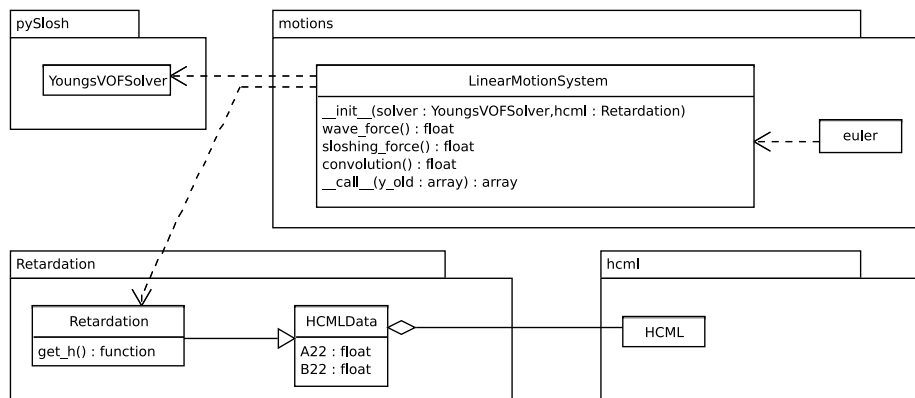 pySlosh
YoungsVOFSolver
motions
LinearMotionSystem
__init__(solver : YoungsVOFSolver,hcml : Retardation)
wave_force() : float
sloshing_force() : float
convolution() : float
__call__(y_old : array) : array
euler
Retardation
Retardation
get_h() : function
HCMLData
A22 : float
B22 : float
hcml
HCML